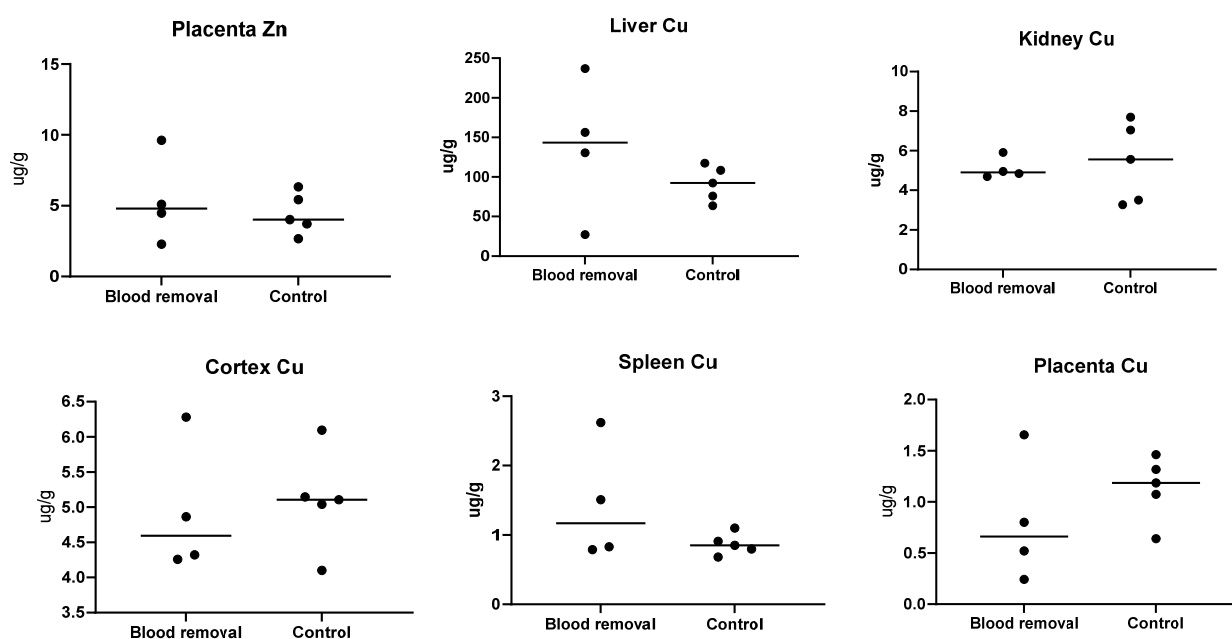 Placenta Zn
15
10
5
0
ug/g
Blood removal
Control
Liver Cu
250
200
150
100
50
0
ug/g
Blood removal
Control
Kidney Cu
10
8
6
4
2
0
ug/g
Blood removal
Control
Cortex Cu
6.5
6.0
5.5
5.0
4.5
4.0
3.5
ug/g
Blood removal
Control
Spleen Cu
3
2
1
0
ug/g
Blood removal
Control
Placenta Cu
2.0
1.5
1.0
0.5
0.0
ug/g
Blood removal
Control